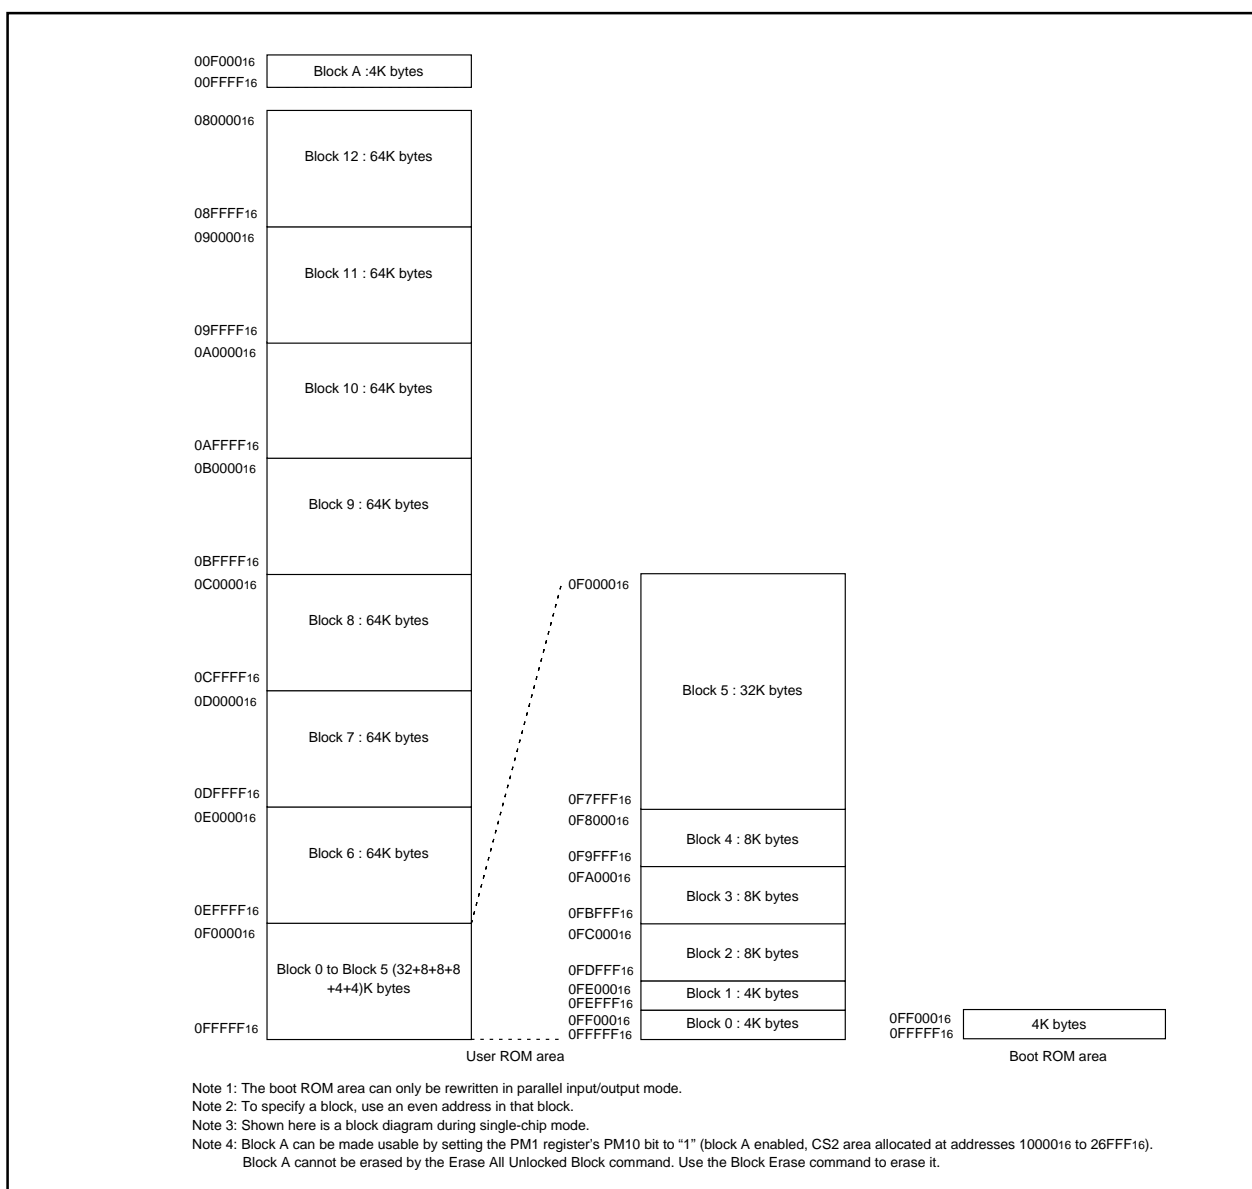 00F00016
00FFFF16
Block A :4K bytes
08000016
Block 12 : 64K bytes
08FFFF16
09000016
Block 11 : 64K bytes
09FFFF16
0A000016
Block 10 : 64K bytes
0AFFFF16
0B000016
Block 9 : 64K bytes
0BFFFF16
0C000016
Block 8 : 64K bytes
0CFFFF16
0D000016
Block 7 : 64K bytes
0DFFFF16
0E000016
Block 6 : 64K bytes
0EFFFF16
0F000016
Block 0 to Block 5 (32+8+8+8
+4+4)K bytes
0FFFFF16
0F000016
Block 5 : 32K bytes
0F7FFF16
0F800016
Block 4 : 8K bytes
0F9FFF16
0FA00016
Block 3 : 8K bytes
0FBFFF16
0FC00016
Block 2 : 8K bytes
0FDFFF16
0FE00016
Block 1 : 4K bytes
0FEFFF16
0FF00016
Block 0 : 4K bytes
0FFFFF16
User ROM area
0FF00016
0FFFFF16
4K bytes
Boot ROM area
Note 1: The boot ROM area can only be rewritten in parallel input/output mode.
Note 2: To specify a block, use an even address in that block.
Note 3: Shown here is a block diagram during single-chip mode.
Note 4: Block A can be made usable by setting the PM1 register’s PM10 bit to “1” (block A enabled, CS2 area allocated at addresses 1000016 to 26FFF16).
Block A cannot be erased by the Erase All Unlocked Block command. Use the Block Erase command to erase it.